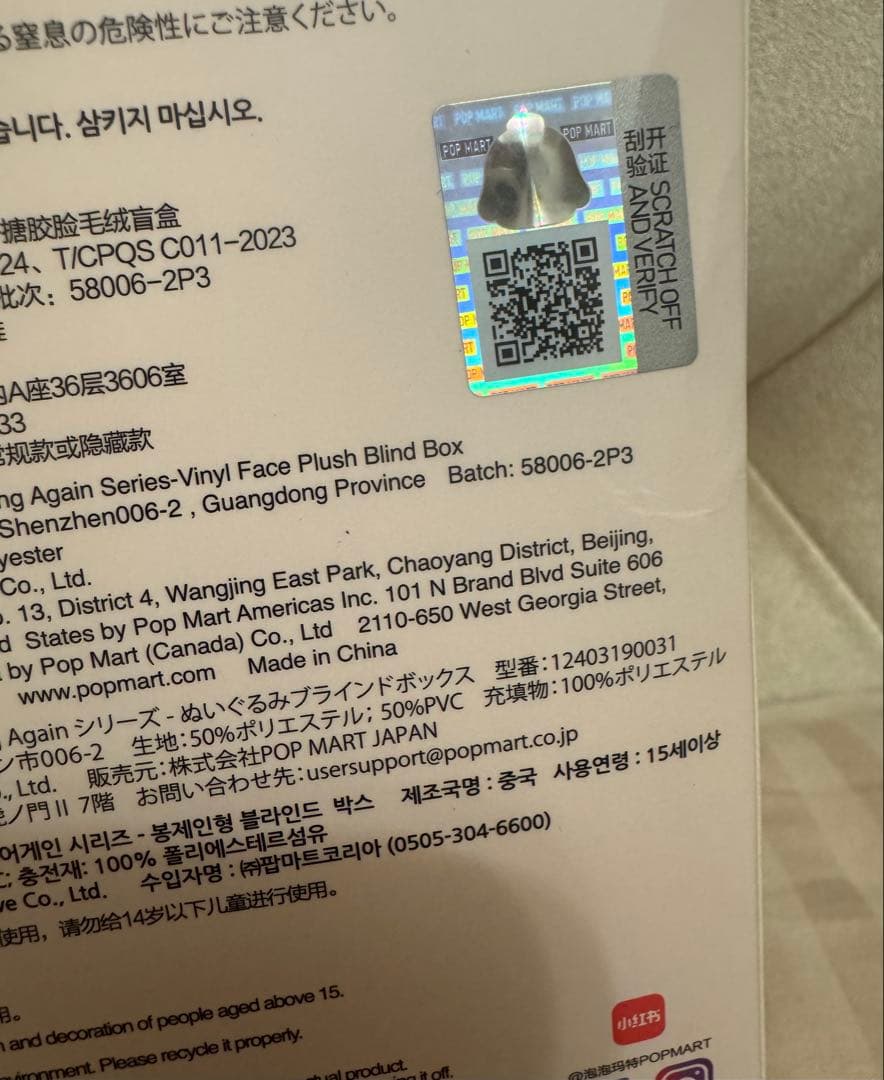 る窒息の危険性にご注意ください。
습니다. 삼키지 마십시오.
POP MART
POP MART
开 证
刮 验
SCRATCH OFF
AND VERIFY
搪胶脸毛绒盲盒
24、T/CPQS C011-2023
批次：58006-2P3
A座36层3606室
33
常规款或隐藏款
ng Again Series-Vinyl Face Plush Blind Box
Shenzhen006-2 , Guangdong Province Batch: 58006-2P3
yester
Co., Ltd.
. 13, District 4, Wangjing East Park, Chaoyang District, Beijing,
d States by Pop Mart Americas Inc. 101 N Brand Blvd Suite 606
by Pop Mart (Canada) Co., Ltd 2110-650 West Georgia Street,
www.popmart.com Made in China
Again シリーズ - ぬいぐるみブラインドボックス 型番：12403190031
ン市006-2 生地：50%ポリエステル；50%PVC 充填物：100%ポリエステル
., Ltd. 販売元：株式会社POP MART JAPAN
虎ノ門II 7階 お問い合わせ先：usersupport@popmart.co.jp
어게인 시리즈 - 봉제인형 블라인드 박스 제조국명 : 중국 사용연령 : 15세이상
; 충전재: 100% 폴리에스테르섬유
ve Co., Ltd. 수입자명 : ㈜팝마트코리아 (0505-304-6600)
使用，请勿给14岁以下儿童进行使用。
用。
n and decoration of people aged above 15.
vironment. Please recycle it properly.
tual product.
ing it off.
小红书
@泡泡玛特POPMART